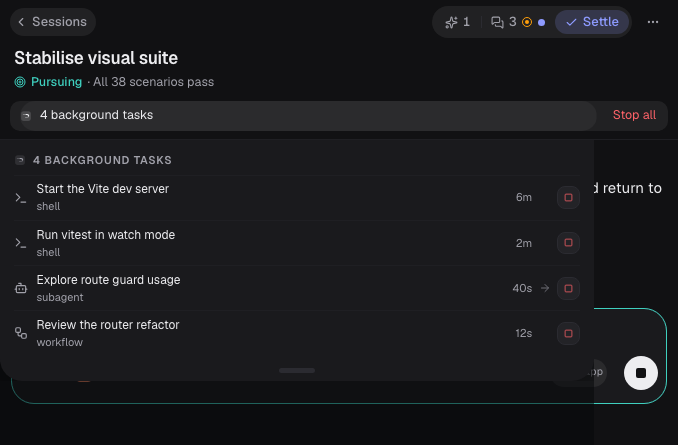 Sessions
1
3
Settle
Stabilise visual suite
Pursuing · All 38 scenarios pass
4 background tasks
Stop all
4 BACKGROUND TASKS
d return to
Start the Vite dev server
6m
shell
Run vitest in watch mode
2m
shell
Explore route guard usage
40s →
subagent
Review the router refactor
12s
workflow
pp